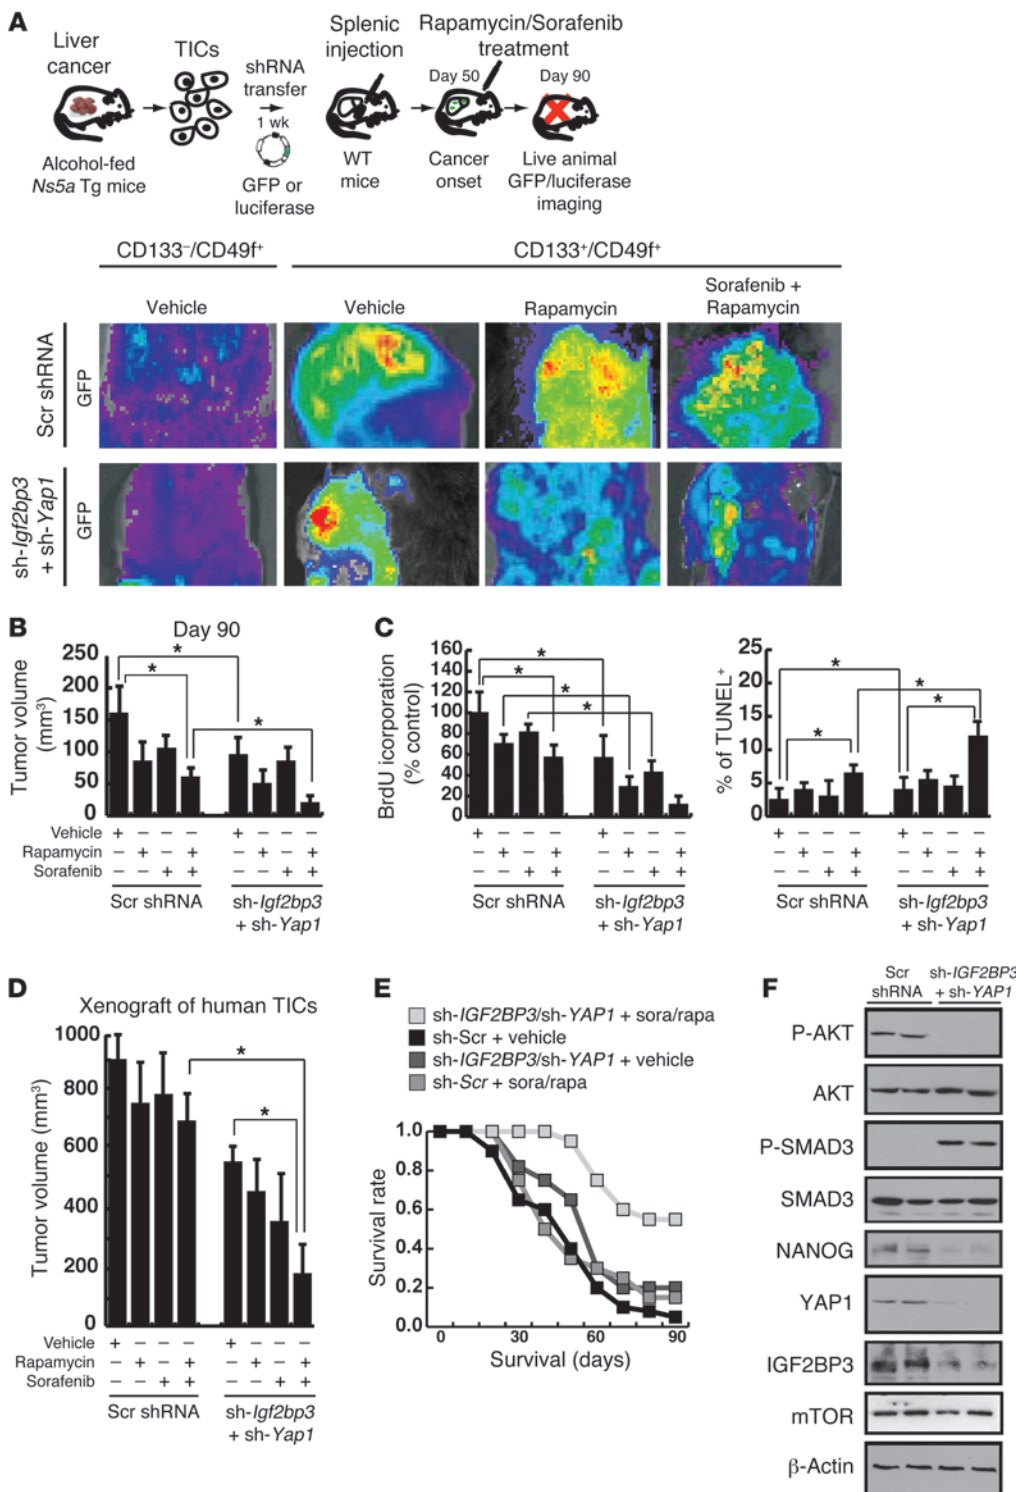 A
Liver
cancer
TICs
shRNA
transfer
1 wk
GFP or
luciferase
Splenic
injection
Rapamycin/Sorafenib
treatment
Day 50
Day 90
Alcohol-fed
Ns5a Tg mice
WT
mice
Cancer
onset
Live animal
GFP/luciferase
imaging
CD133⁻/CD49f⁺
CD133⁺/CD49f⁺
Vehicle
Vehicle
Rapamycin
Sorafenib +
Rapamycin
Scr shRNA
GFP
sh-Igf2bp3
+ sh-Yap1
GFP
B
Day 90
Tumor volume
(mm³)
250
150
100
50
0
* * *
Vehicle + – – – + – – –
Rapamycin – + – + – + – +
Sorafenib – – + + – – + +
Scr shRNA
sh-Igf2bp3
+ sh-Yap1
C
BrdU icorporation
(% control)
160
140
120
100
80
60
40
20
0
* * * *
+ – – – + – – –
– + – + – + – +
– – + + – – + +
Scr shRNA
sh-Igf2bp3
+ sh-Yap1
% of TUNEL⁺
25
20
15
10
5
0
* * * *
+ – – – + – – –
– + – + – + – +
– – + + – – + +
Scr shRNA
sh-Igf2bp3
+ sh-Yap1
D
Xenograft of human TICs
Tumor volume (mm³)
1000
800
600
400
200
0
* *
Vehicle + – – – + – – –
Rapamycin – + – + – + – +
Sorafenib – – + + – – + +
Scr shRNA
sh-Igf2bp3
+ sh-Yap1
E
sh-IGF2BP3/sh-YAP1 + sora/rapa
sh-Scr + vehicle
sh-IGF2BP3/sh-YAP1 + vehicle
sh-Scr + sora/rapa
Survival rate
1.0
0.8
0.6
0.4
0.2
0.0
0 30 60 90
Survival (days)
F
Scr
shRNA
sh-IGF2BP3
+ sh-YAP1
P-AKT
AKT
P-SMAD3
SMAD3
NANOG
YAP1
IGF2BP3
mTOR
β-Actin